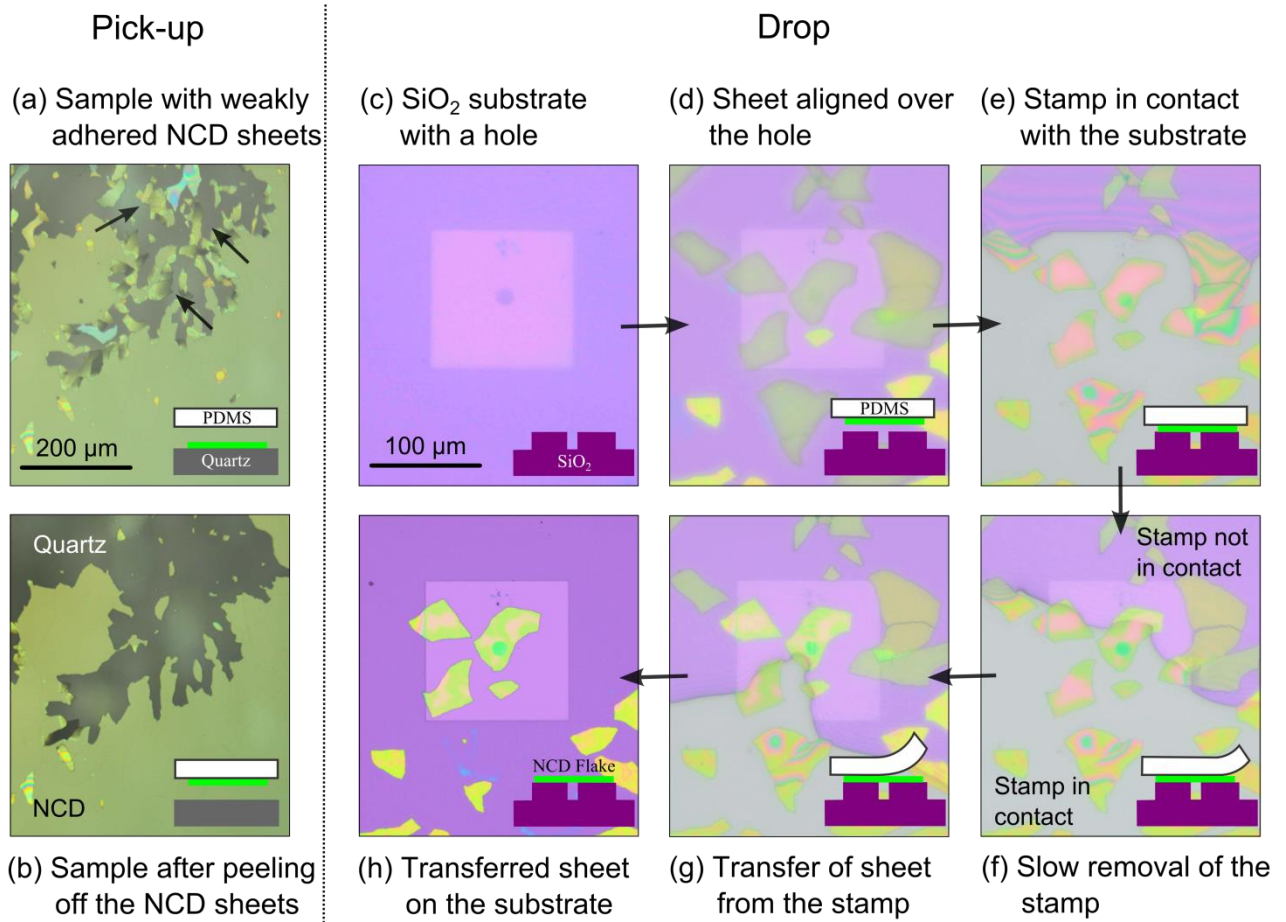 Pick-up
Drop
(a) Sample with weakly
adhered NCD sheets
(c) SiO₂ substrate
with a hole
(d) Sheet aligned over
the hole
(e) Stamp in contact
with the substrate
PDMS
Quartz
200 µm
100 µm
SiO₂
PDMS
Quartz
NCD
NCD Flake
Stamp not
in contact
Stamp in
contact
(b) Sample after peeling
off the NCD sheets
(h) Transferred sheet
on the substrate
(g) Transfer of sheet
from the stamp
(f) Slow removal of the
stamp